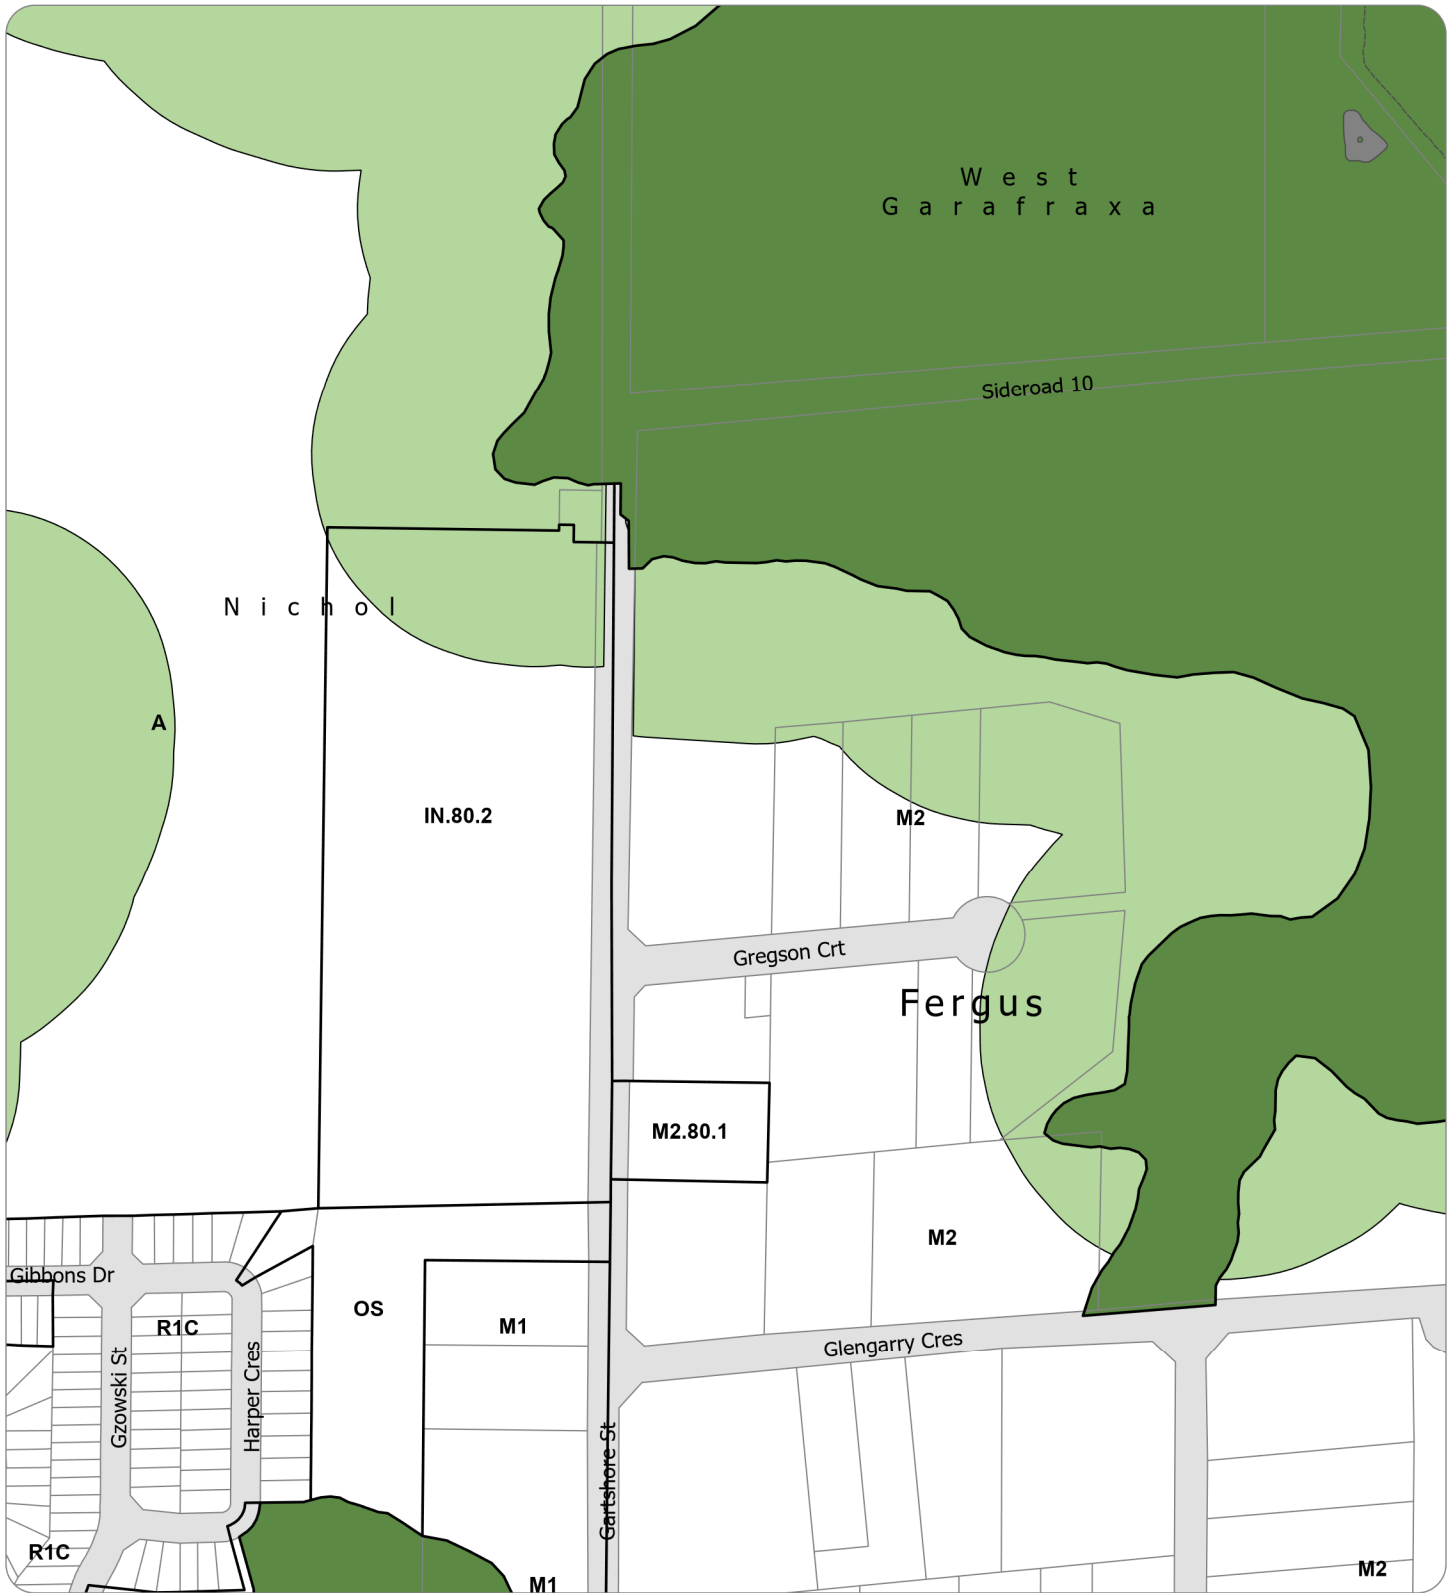 West
Garafraxa
Sideroad 10
Nichol
A
IN.80.2
M2
Gregson Crt
Fergus
M2.80.1
M2
Gibbons Dr
OS
R1C
M1
Glengarry Cres
Gzowski St
Harper Cres
Gartshore St
R1C
M1
M2